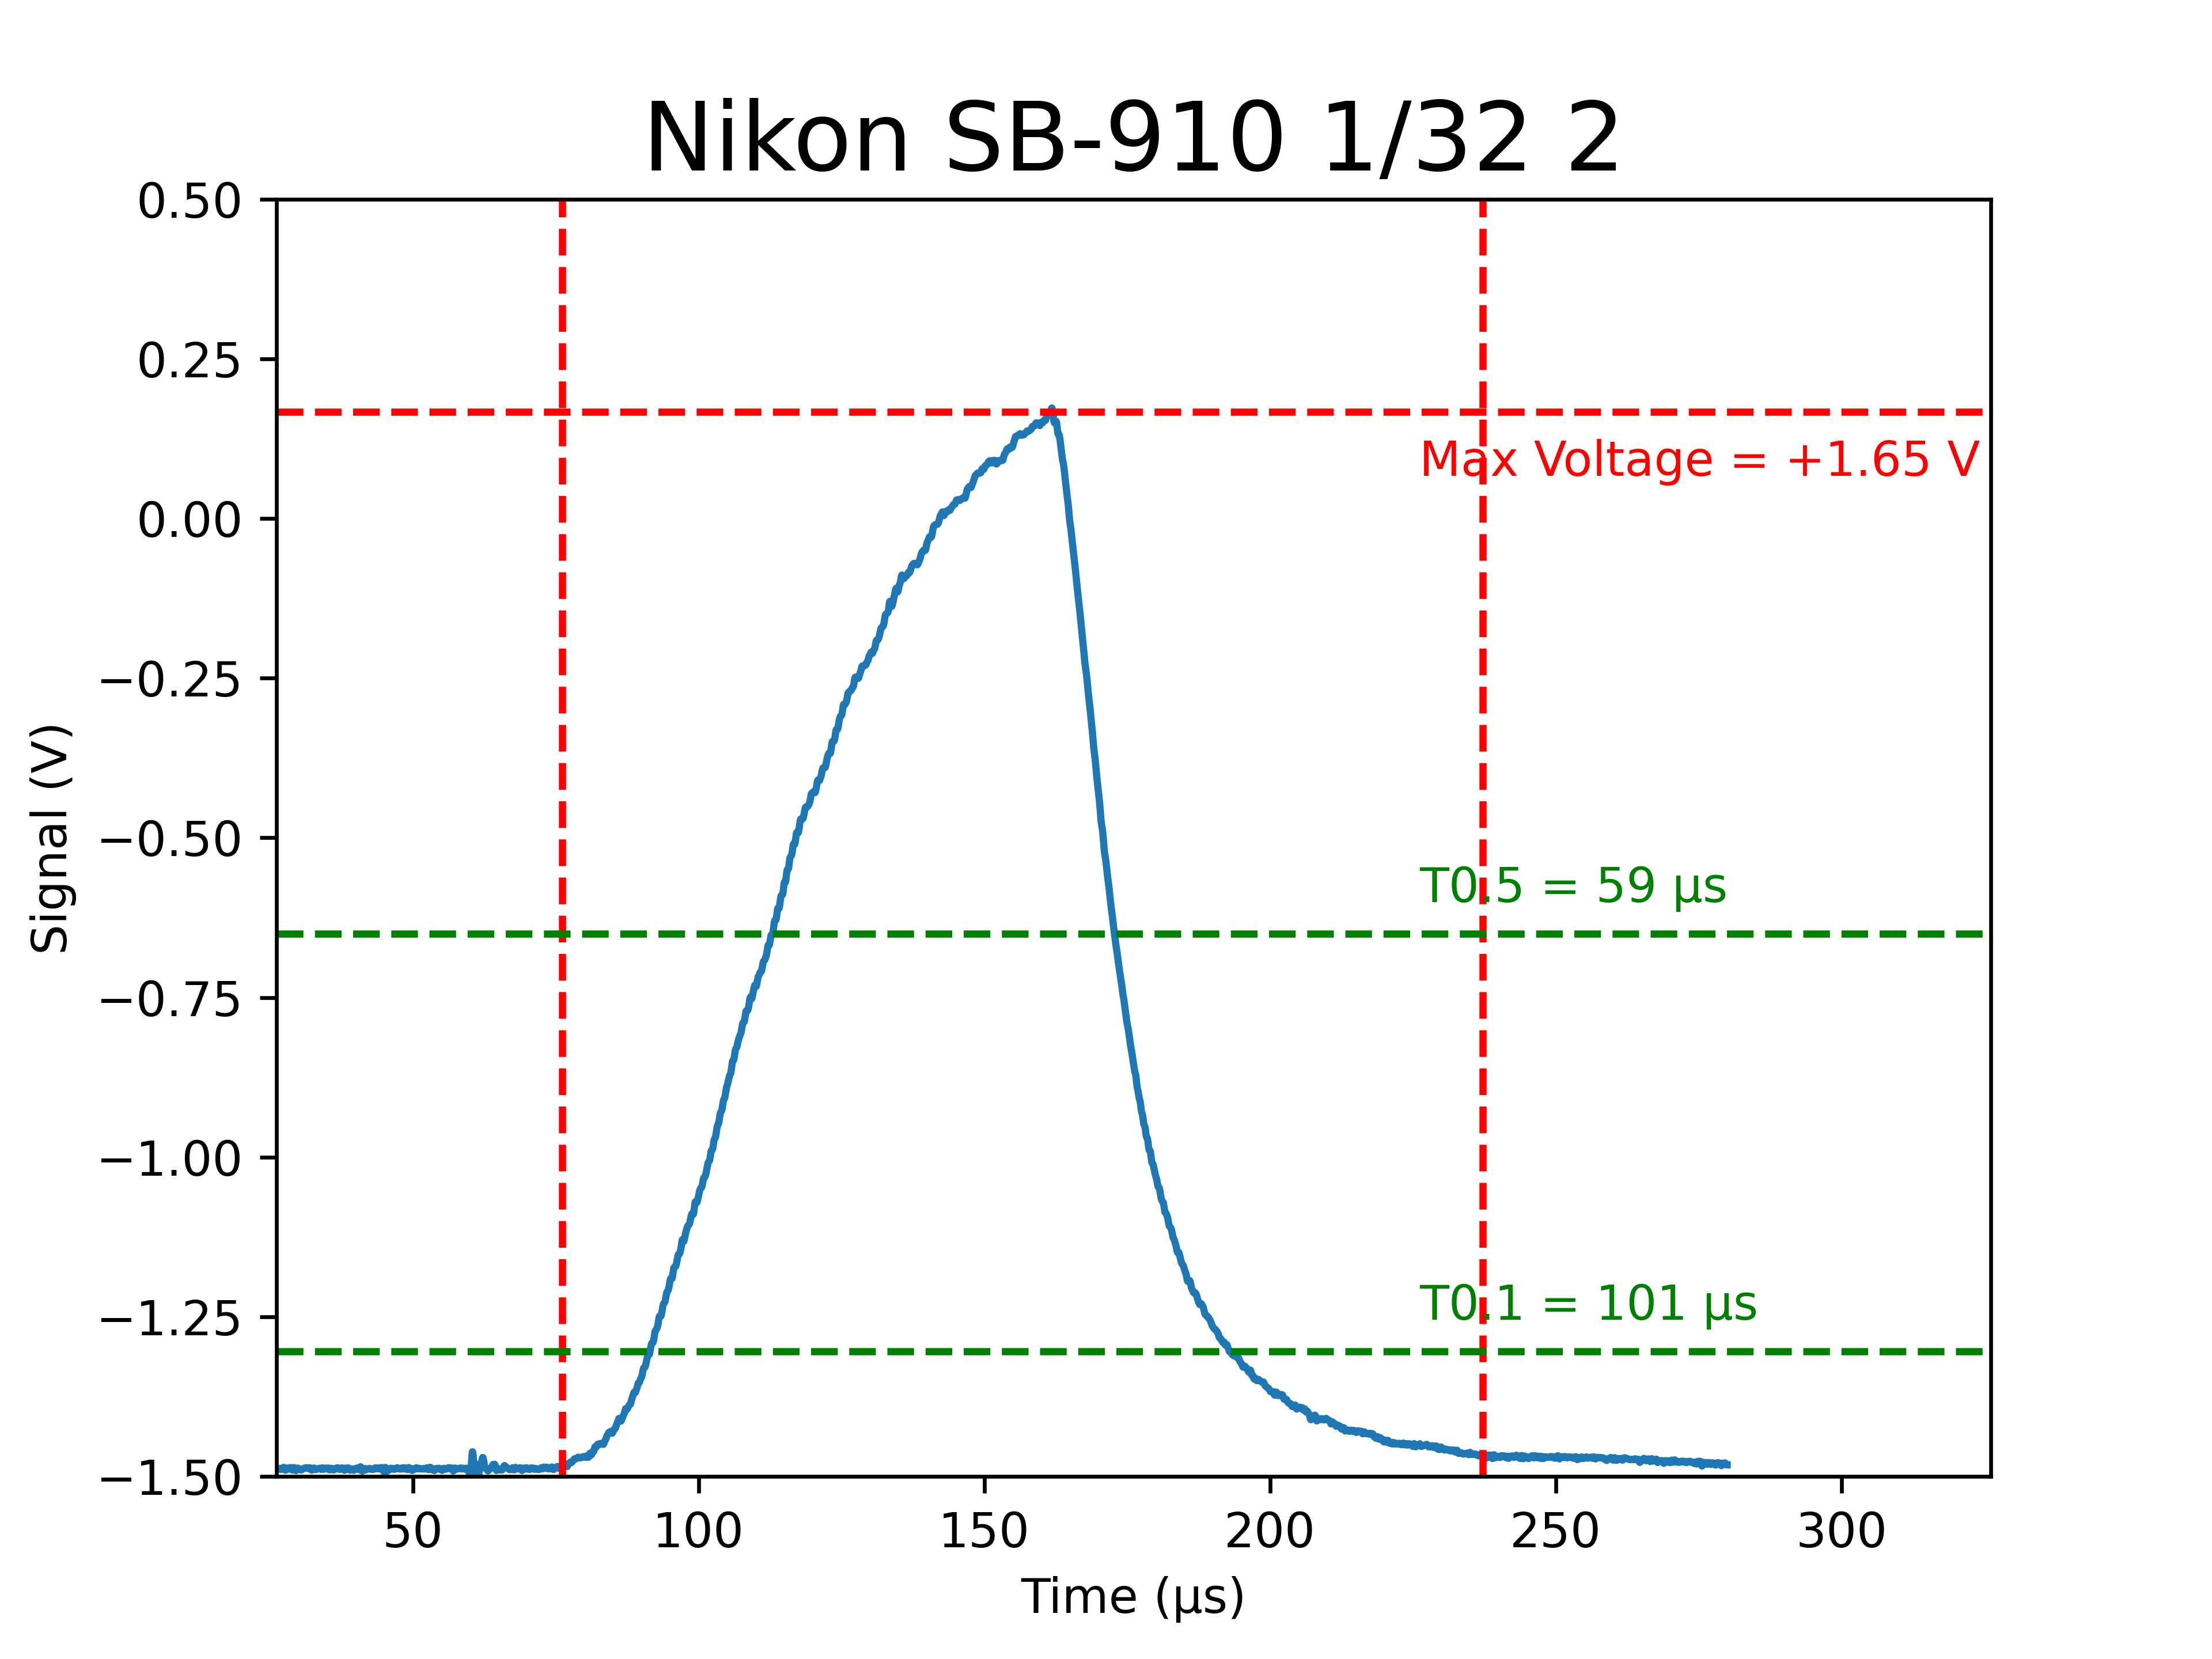 Nikon SB-910 1/32 2
0.50
0.25
0.00
−0.25
−0.50
−0.75
−1.00
−1.25
−1.50
Signal (V)
Max Voltage = +1.65 V
T0.5 = 59 µs
T0.1 = 101 µs
50 100 150 200 250 300
Time (µs)